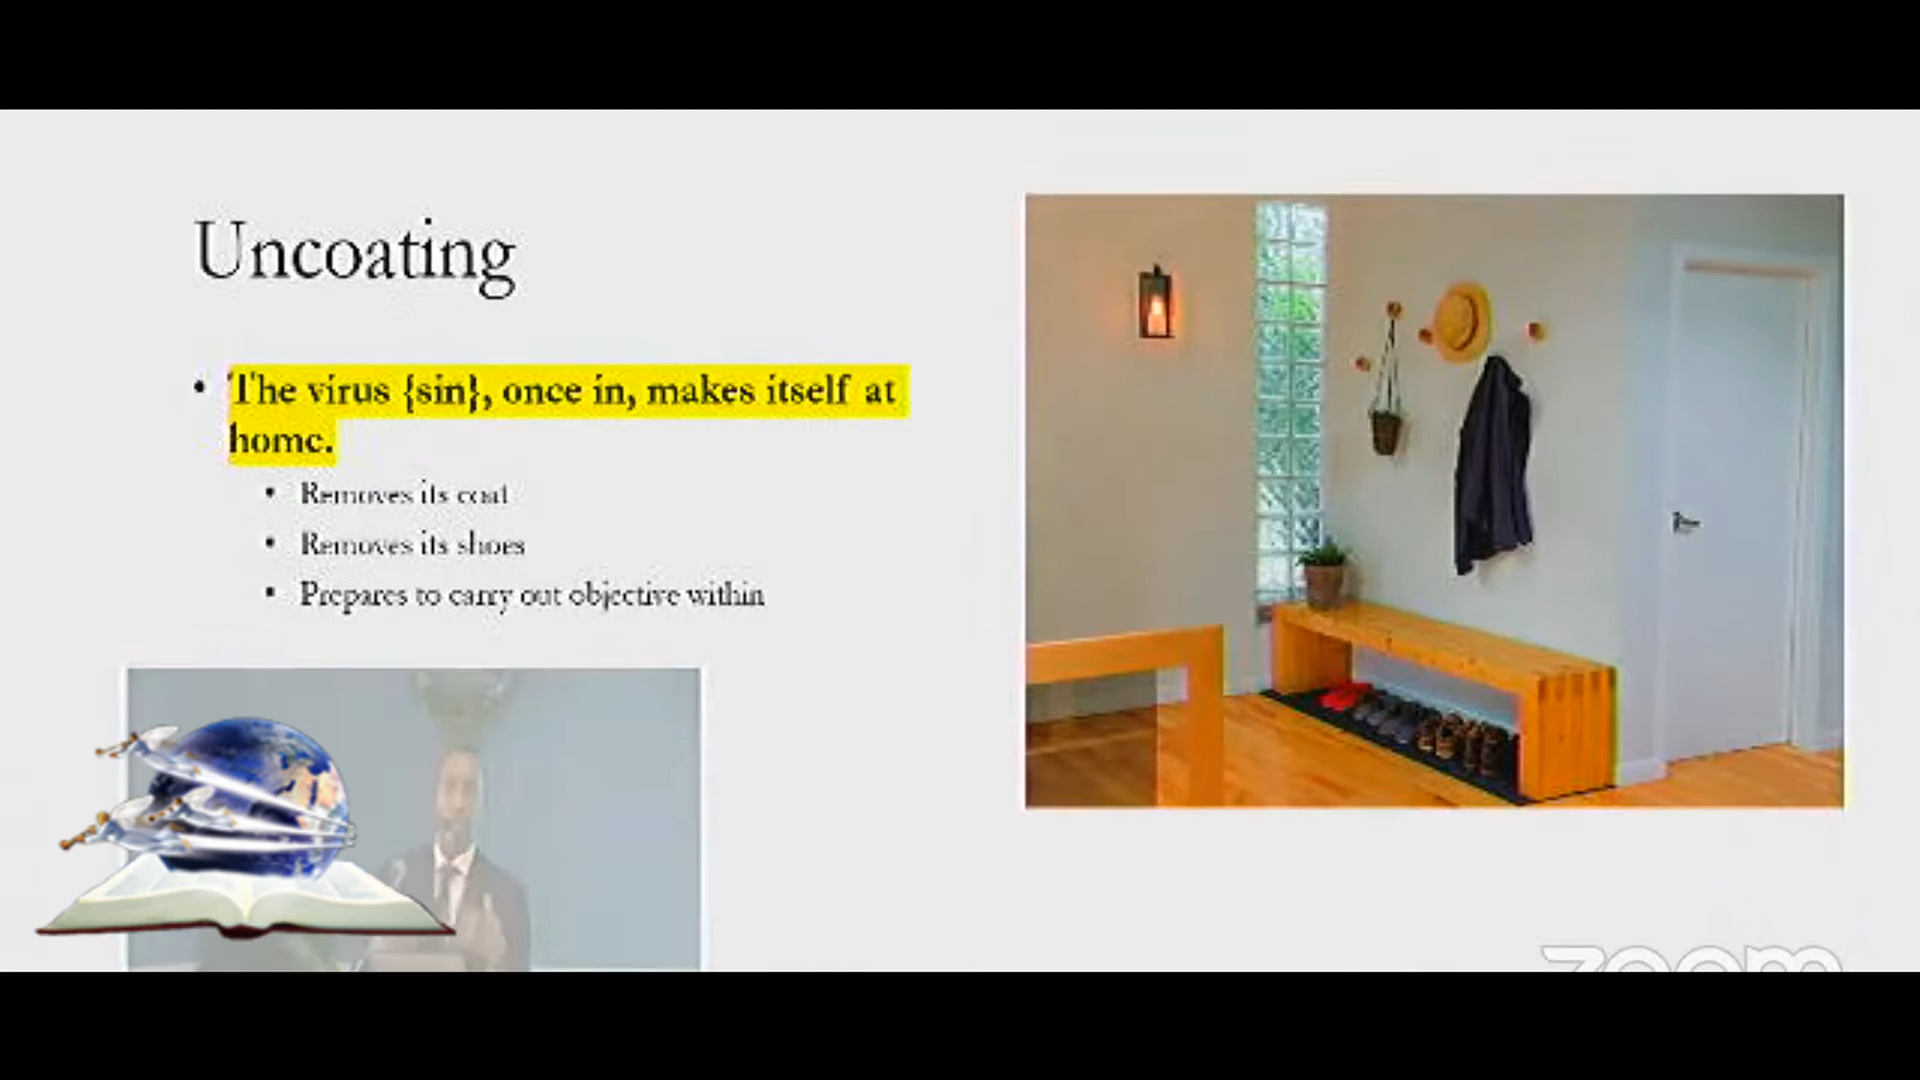 Uncoating
• The virus {sin}, once in, makes itself at
home.
• Removes its coat
• Removes its shoes
• Prepares to carry out objective within
zoom